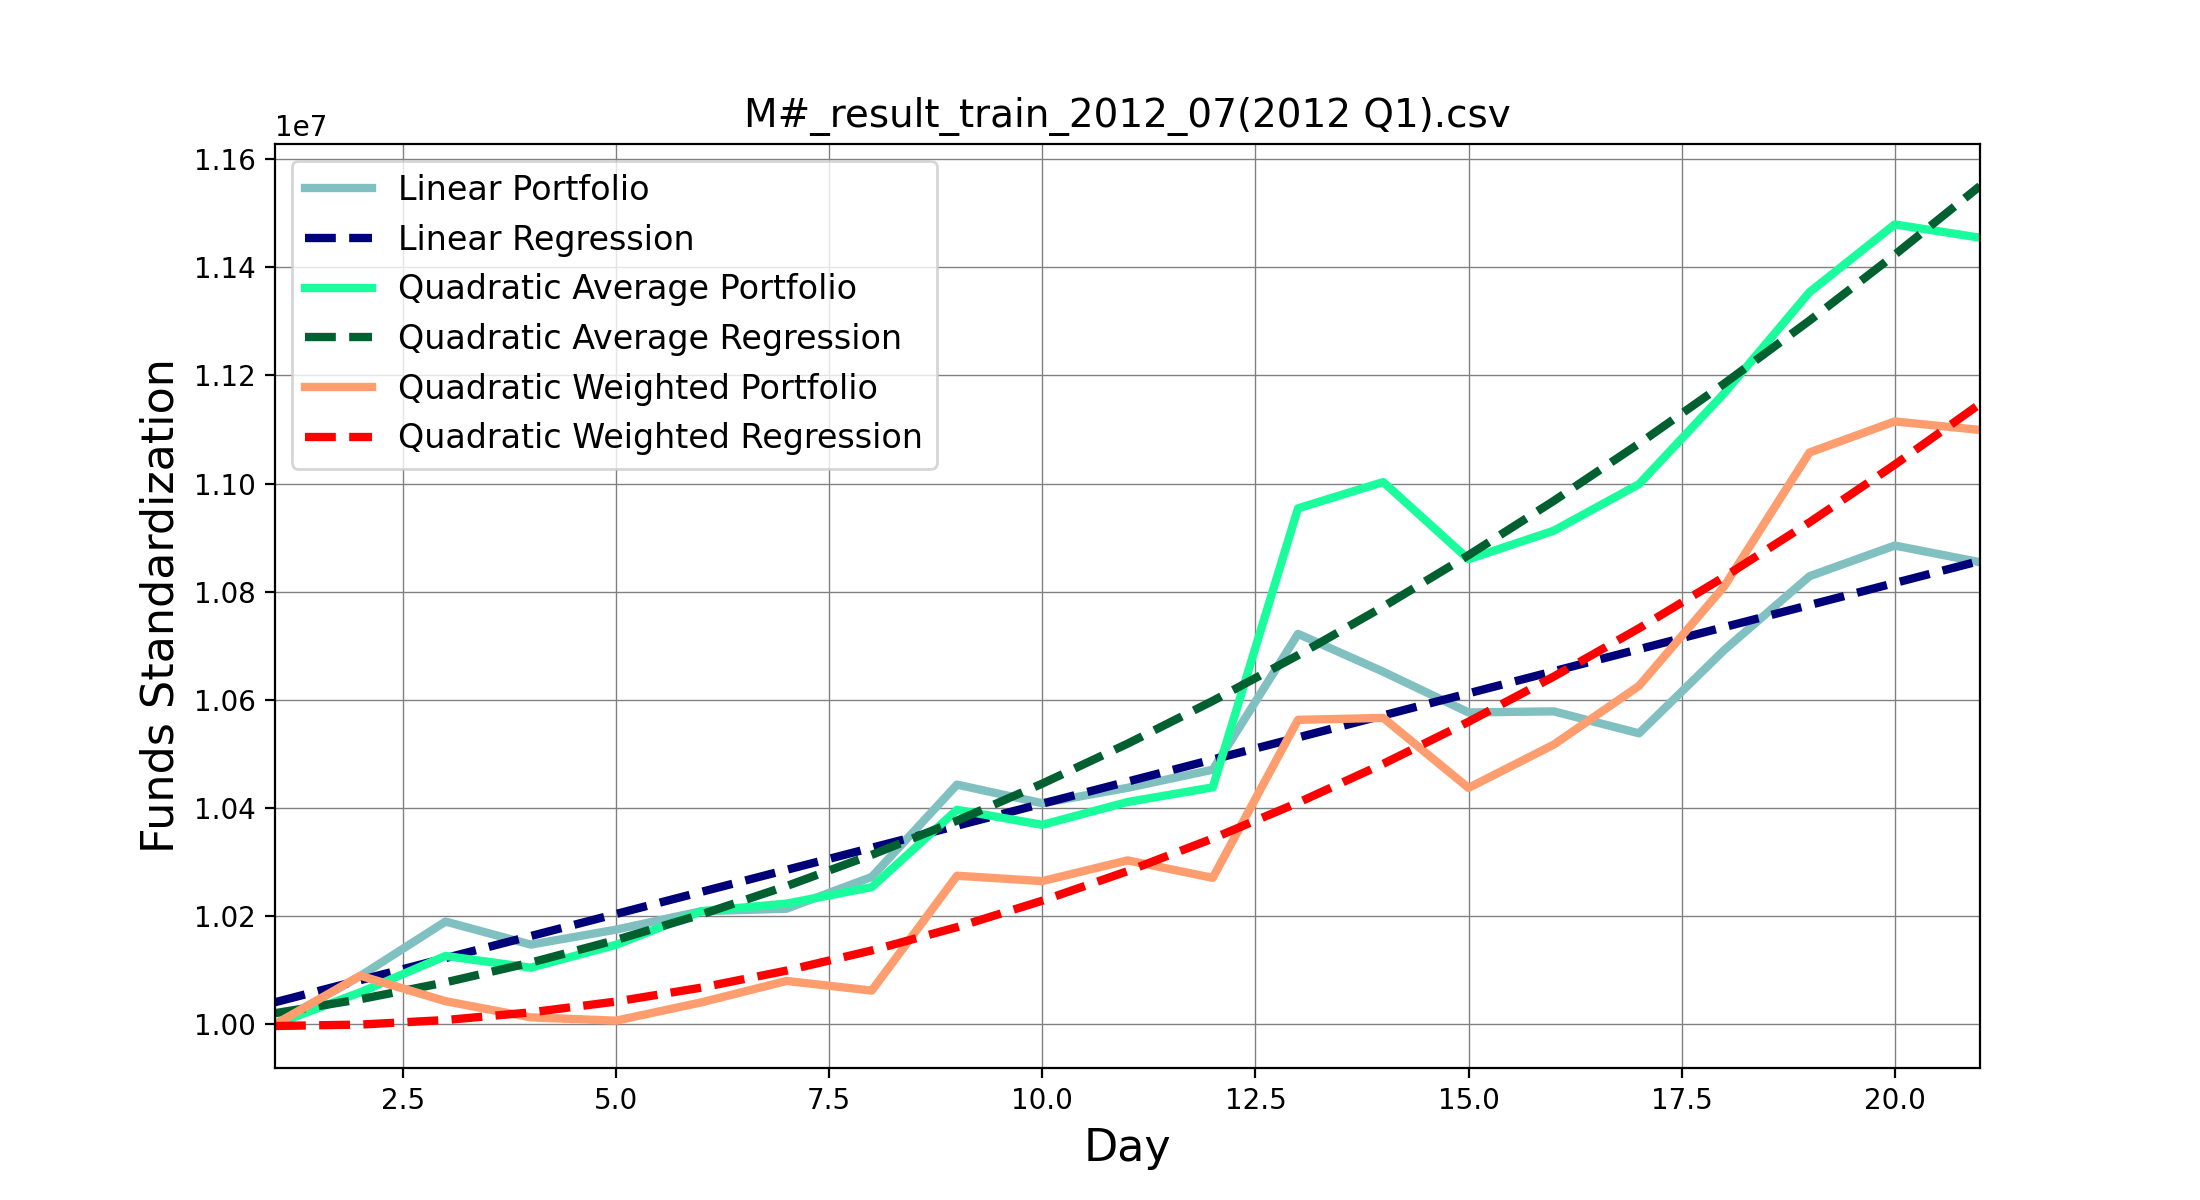 M#_result_train_2012_07(2012 Q1).csv
1e7
1.16
1.14
1.12
1.10
1.08
1.06
1.04
1.02
1.00
Funds Standardization
Linear Portfolio
Linear Regression
Quadratic Average Portfolio
Quadratic Average Regression
Quadratic Weighted Portfolio
Quadratic Weighted Regression
2.5 5.0 7.5 10.0 12.5 15.0 17.5 20.0
Day